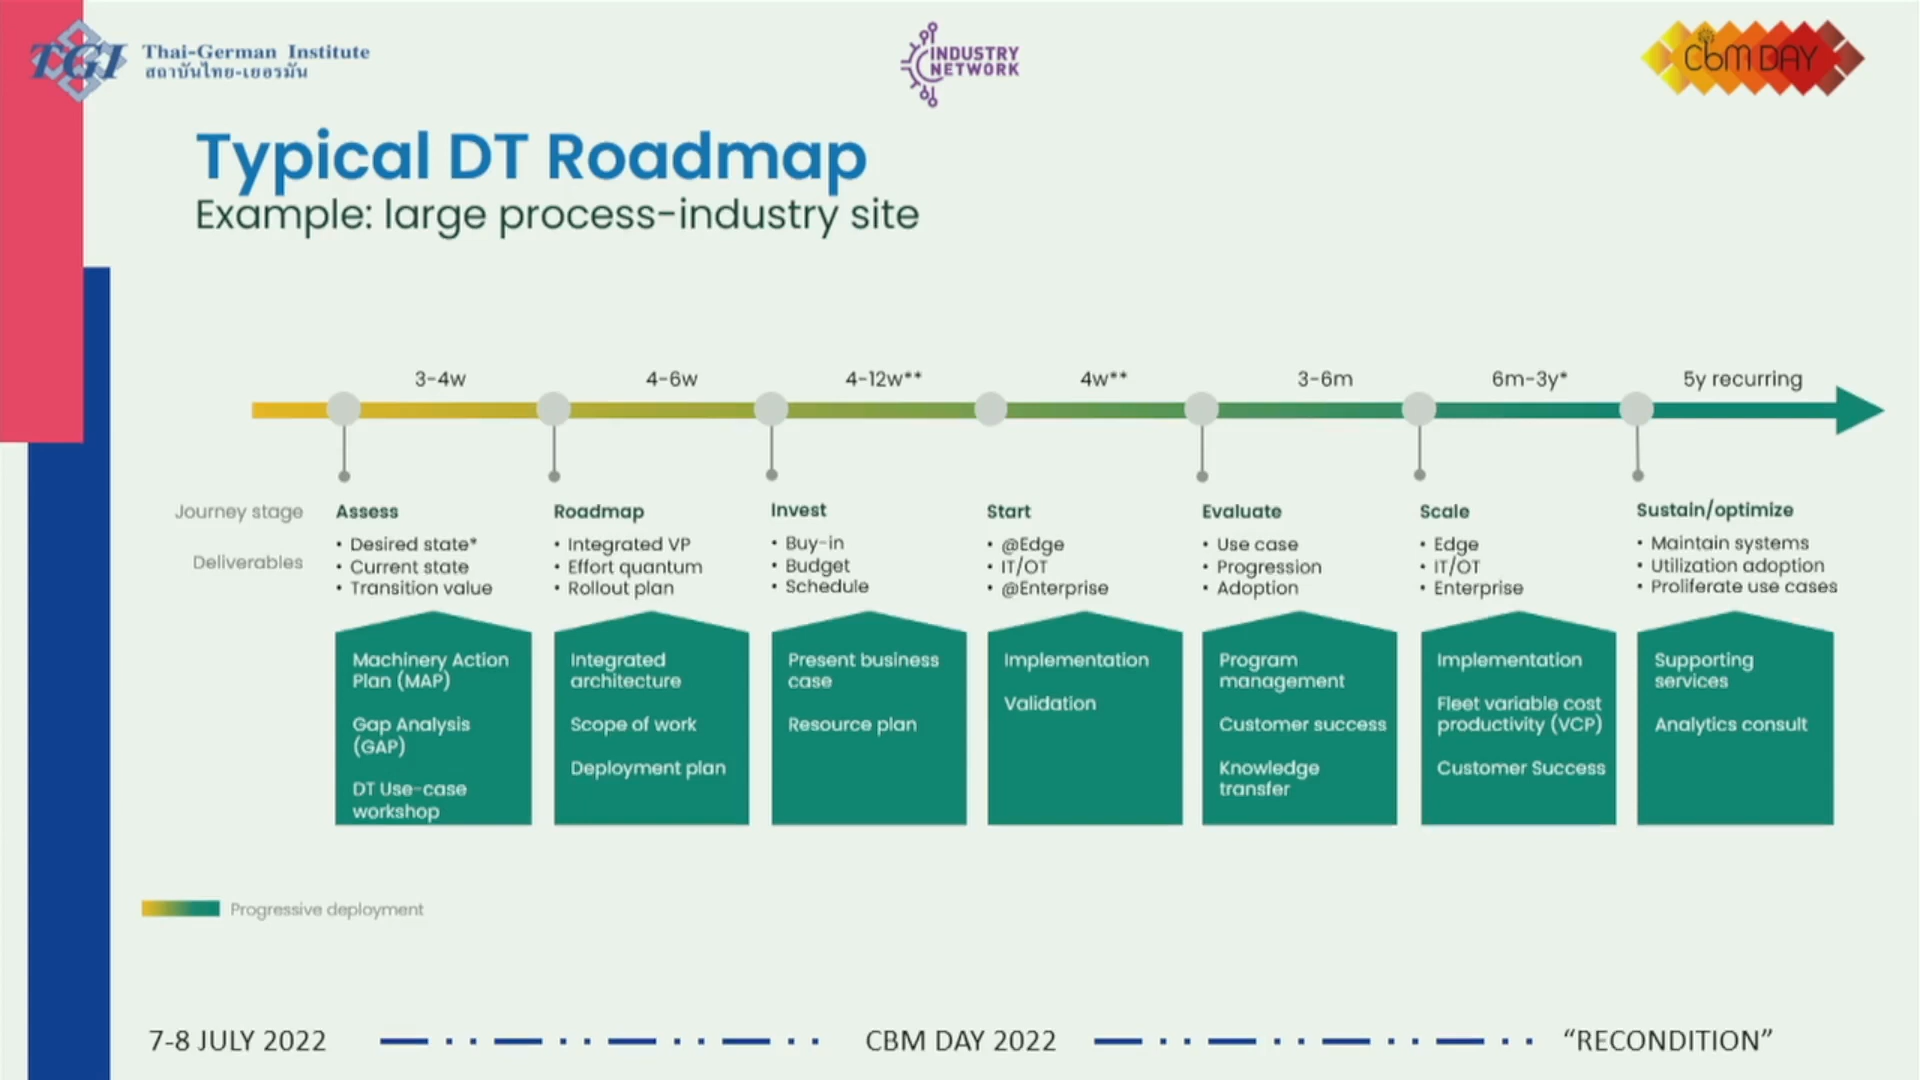 TGI Thai-German Institute
สถาบันไทย-เยอรมัน
INDUSTRY
NETWORK
cbm DAY
Typical DT Roadmap
Example: large process-industry site
3-4w
4-6w
4-12w**
4w**
3-6m
6m-3y*
5y recurring
Journey stage
Deliverables
Assess
• Desired state*
• Current state
• Transition value
Machinery Action
Plan (MAP)
Gap Analysis
(GAP)
DT Use-case
workshop
Roadmap
• Integrated VP
• Effort quantum
• Rollout plan
Integrated
architecture
Scope of work
Deployment plan
Invest
• Buy-in
• Budget
• Schedule
Present business
case
Resource plan
Start
• @Edge
• IT/OT
• @Enterprise
Implementation
Validation
Evaluate
• Use case
• Progression
• Adoption
Program
management
Customer success
Knowledge
transfer
Scale
• Edge
• IT/OT
• Enterprise
Implementation
Fleet variable cost
productivity (VCP)
Customer Success
Sustain/optimize
• Maintain systems
• Utilization adoption
• Proliferate use cases
Supporting
services
Analytics consult
Progressive deployment
7-8 JULY 2022
CBM DAY 2022
“RECONDITION”